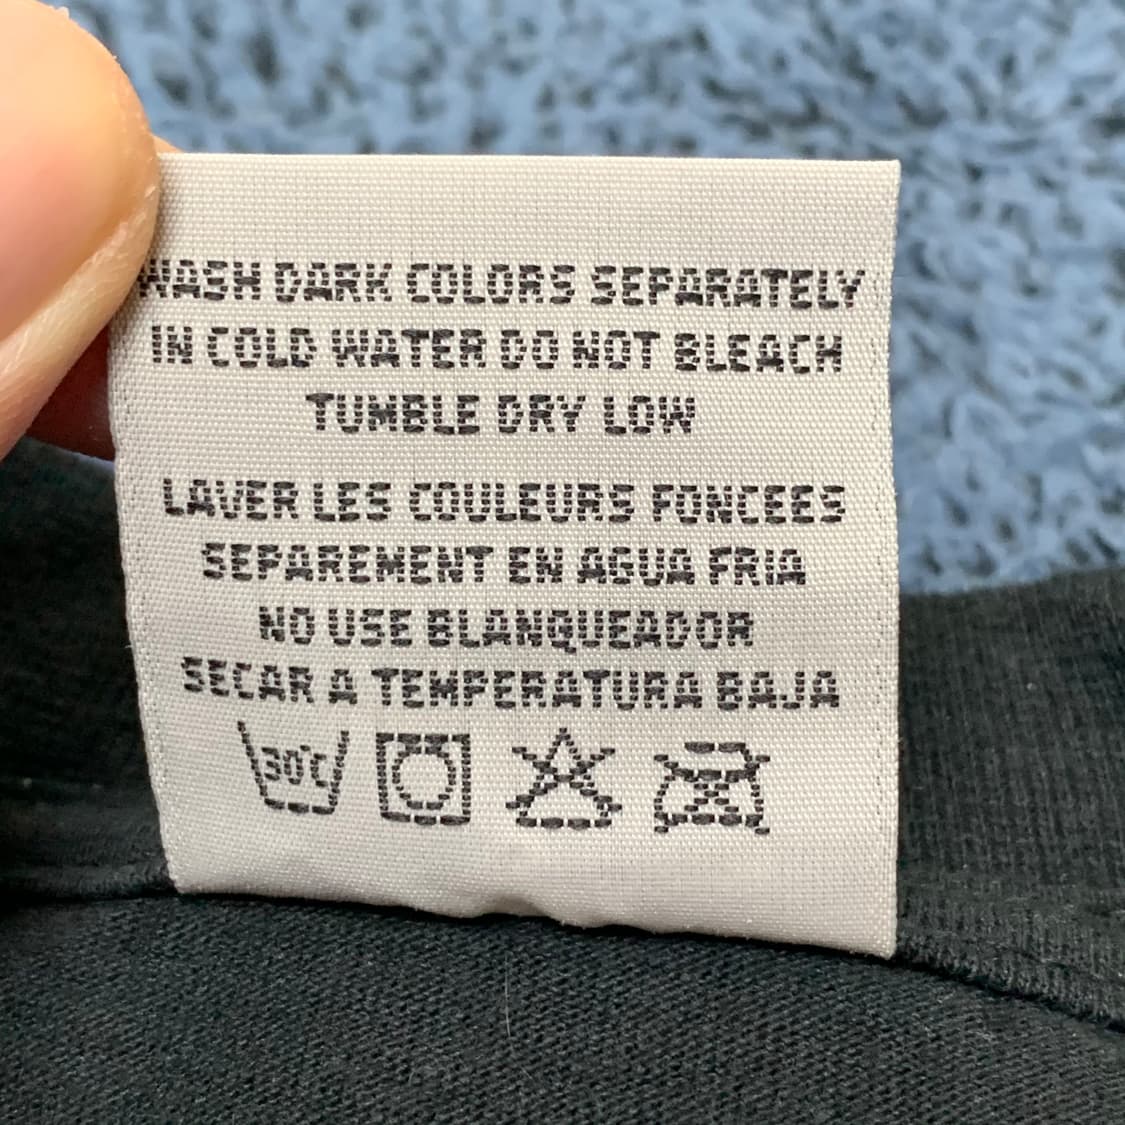 WASH DARK COLORS SEPARATELY
IN COLD WATER DO NOT BLEACH
TUMBLE DRY LOW
LAVER LES COULEURS FONCEES
SEPAREMENT EN AGUA FRIA
NO USE BLANQUEADOR
SECAR A TEMPERATURA BAJA
30°C